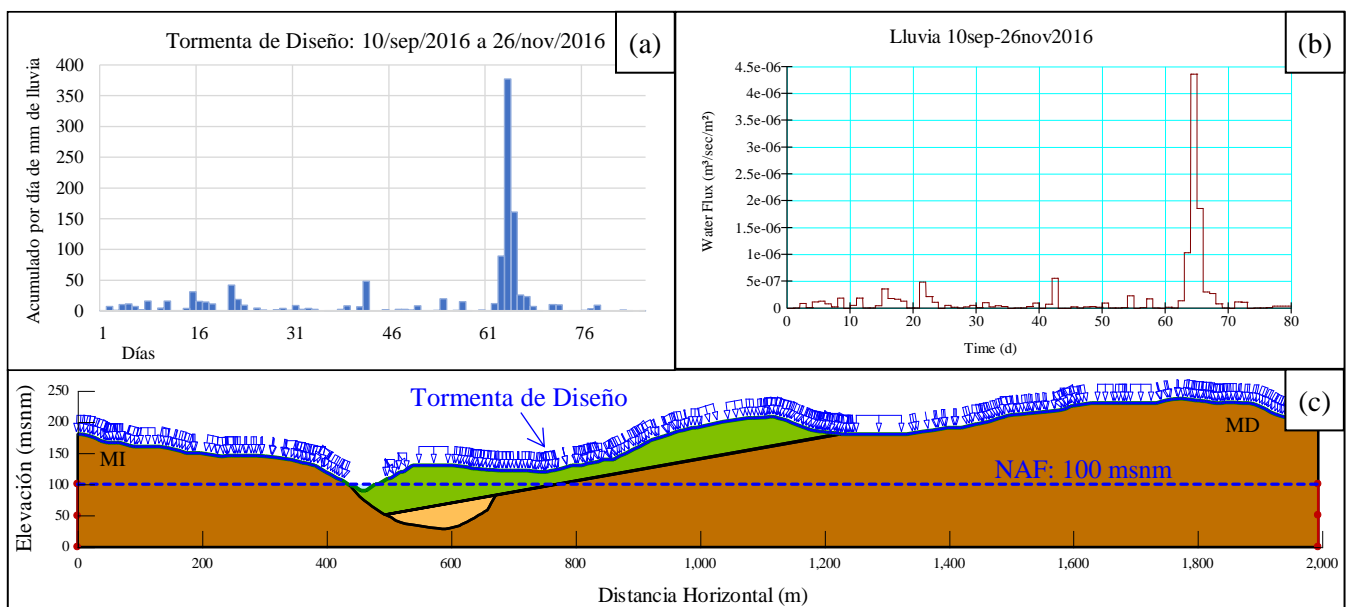 Tormenta de Diseño: 10/sep/2016 a 26/nov/2016
(a)
Acumulado por día de mm de lluvia
400
350
300
250
200
150
100
50
0
1 16 31 46 61 76
Días
Lluvia 10sep-26nov2016
(b)
Water Flux (m³/sec/m²)
4.5e-06
4e-06
3.5e-06
3e-06
2.5e-06
2e-06
1.5e-06
1e-06
5e-07
0
0 10 20 30 40 50 60 70 80
Time (d)
(c)
Elevación (msnm)
250
200
150
100
50
0
Tormenta de Diseño
MI
MD
NAF: 100 msnm
0 200 400 600 800 1,000 1,200 1,400 1,600 1,800 2,000
Distancia Horizontal (m)